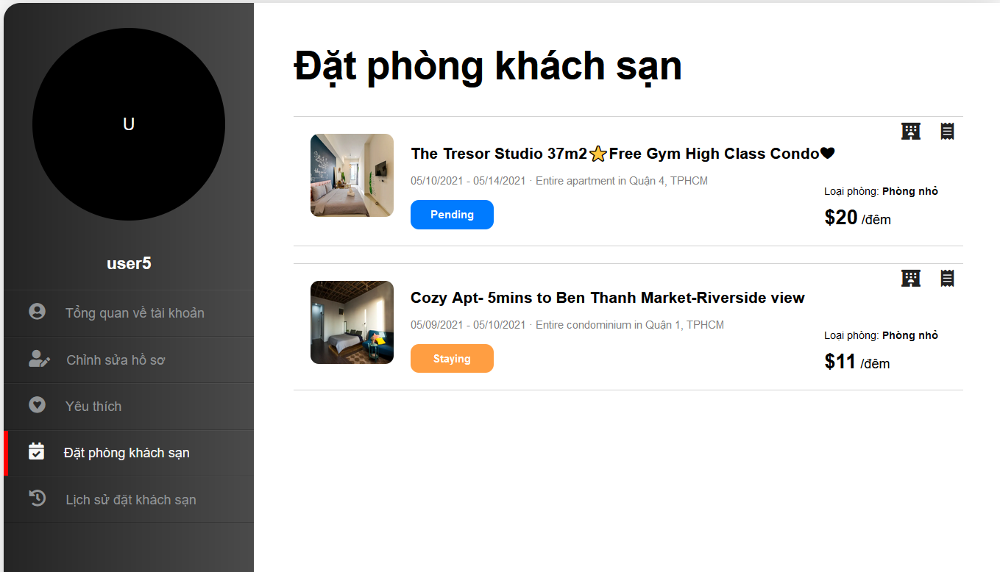 U
user5
Tổng quan về tài khoản
Chỉnh sửa hồ sơ
Yêu thích
Đặt phòng khách sạn
Lịch sử đặt khách sạn
Đặt phòng khách sạn
The Tresor Studio 37m2⭐Free Gym High Class Condo🖤
05/10/2021 - 05/14/2021 · Entire apartment in Quận 4, TPHCM
Pending
Loại phòng: Phòng nhỏ
$20 /đêm
Cozy Apt- 5mins to Ben Thanh Market-Riverside view
05/09/2021 - 05/10/2021 · Entire condominium in Quận 1, TPHCM
Staying
Loại phòng: Phòng nhỏ
$11 /đêm